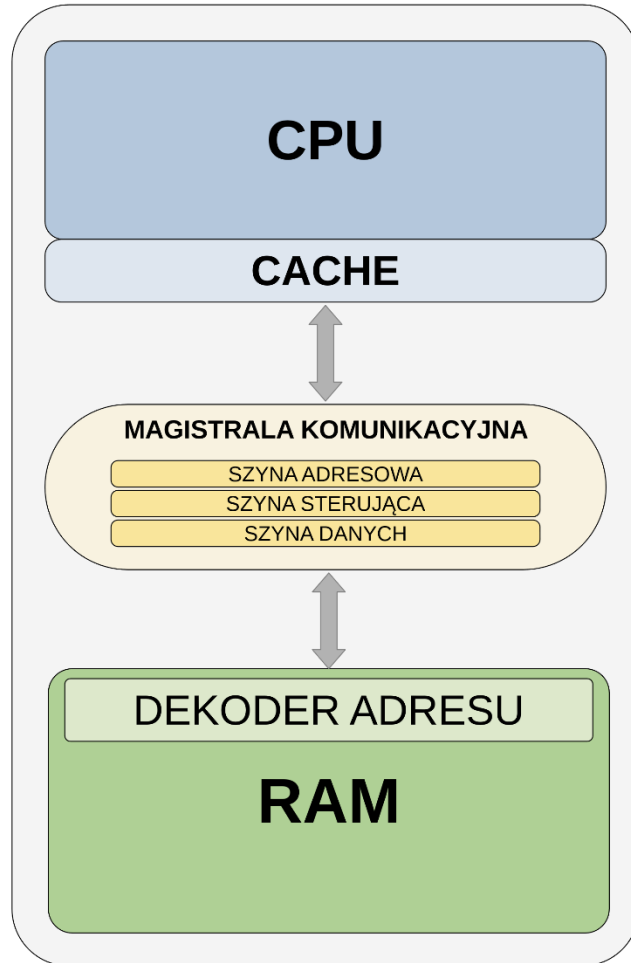 CPU
CACHE
MAGISTRALA KOMUNIKACYJNA
SZYNA ADRESOWA
SZYNA STERUJĄCA
SZYNA DANYCH
DEKODER ADRESU
RAM